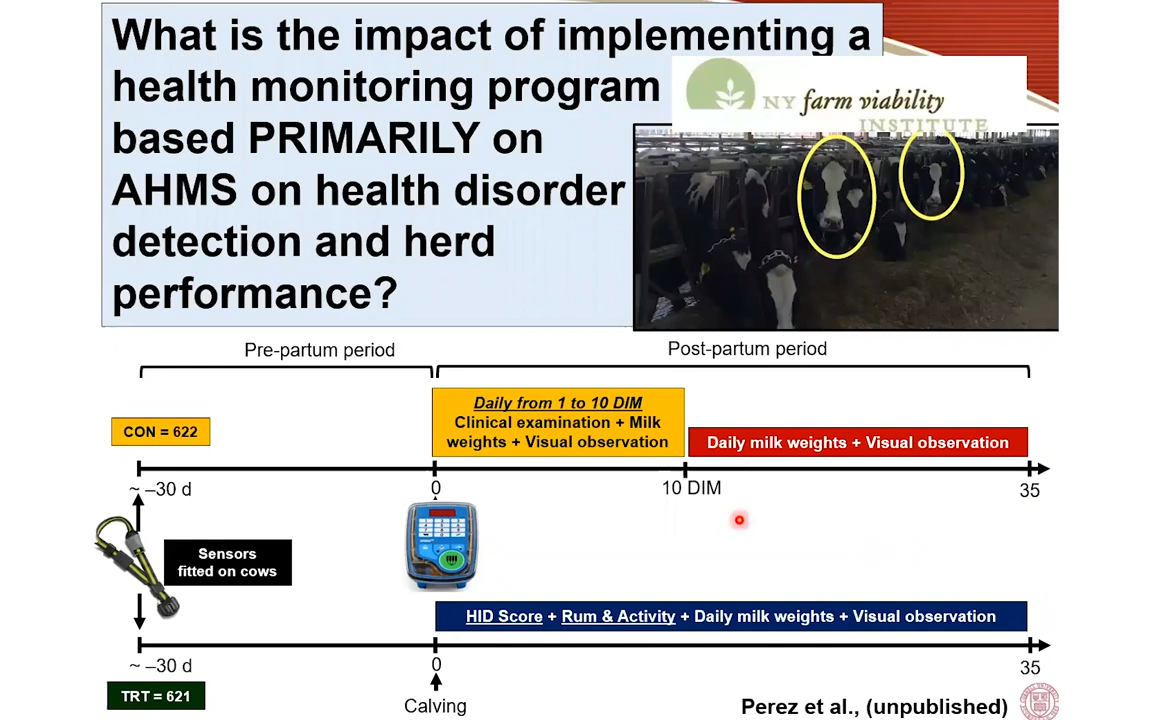 What is the impact of implementing a
health monitoring program
based PRIMARILY on
AHMS on health disorder
detection and herd
performance?
NY farm viability
INSTITUTE
Pre-partum period
Post-partum period
Daily from 1 to 10 DIM
Clinical examination + Milk
weights + Visual observation
CON = 622
Daily milk weights + Visual observation
~ –30 d
0
10 DIM
35
Sensors
fitted on cows
HID Score + Rum & Activity + Daily milk weights + Visual observation
~ –30 d
0
35
TRT = 621
Calving
Perez et al., (unpublished)